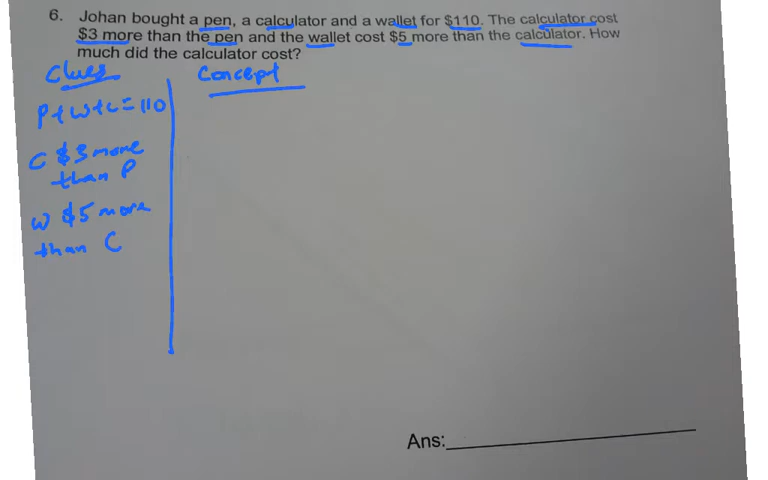 6. Johan bought a pen, a calculator and a wallet for $110. The calculator cost
$3 more than the pen and the wallet cost $5 more than the calculator. How
much did the calculator cost?
Clues
P+W+C=110
C $3 more
than P
W $5 more
than C
Concept
Ans: